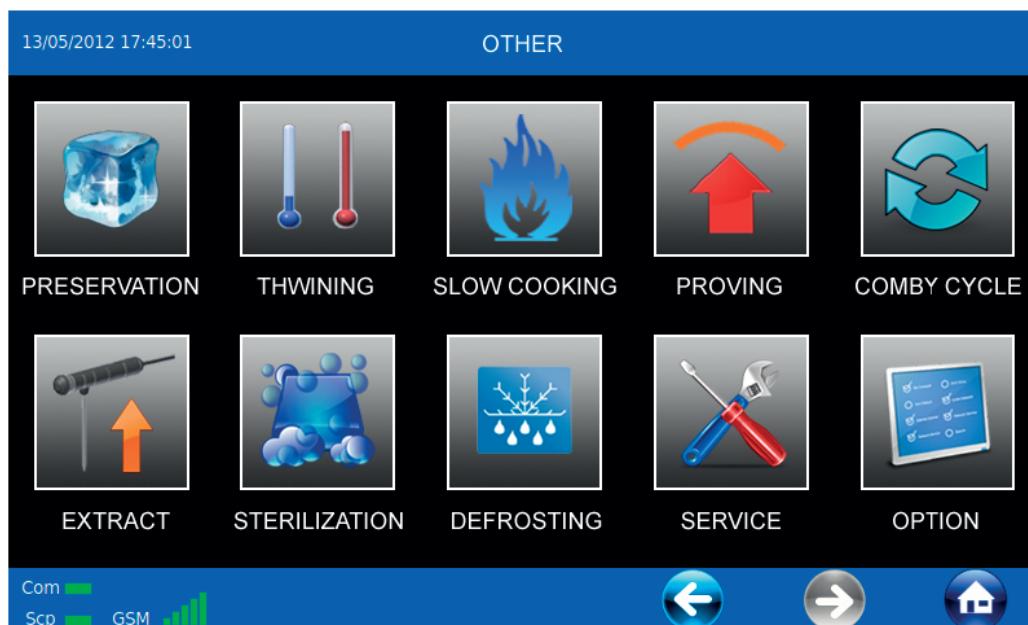 13/05/2012 17:45:01 OTHER
PRESERVATION THWINING SLOW COOKING PROVING COMBY CYCLE
EXTRACT STERILIZATION DEFROSTING SERVICE OPTION
Com
Scp GSM